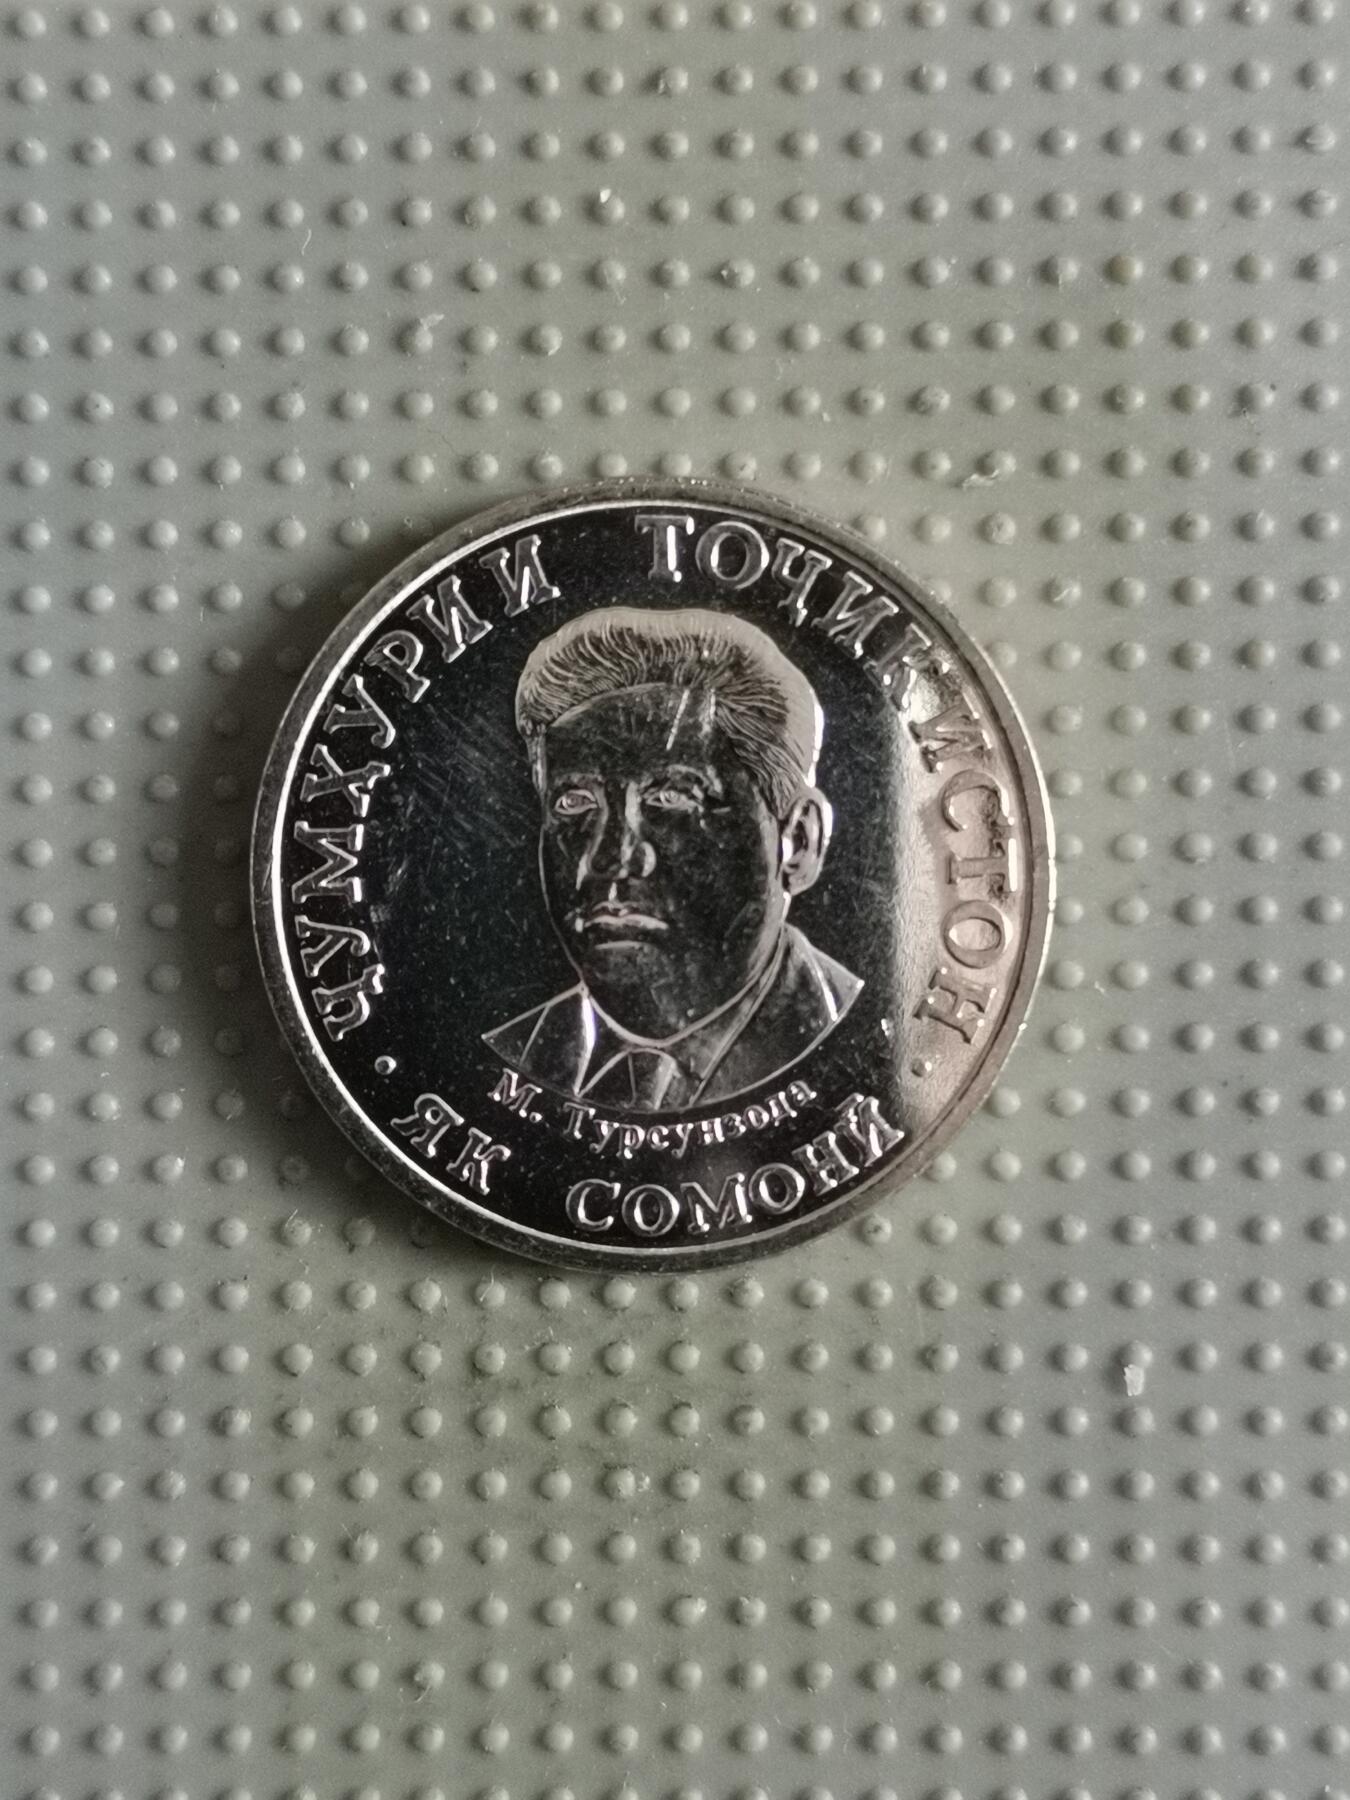 ҶУМҲУРИИ ТОҶИКИСТОН
М. Турсунзода
ЯК СОМОНӢ